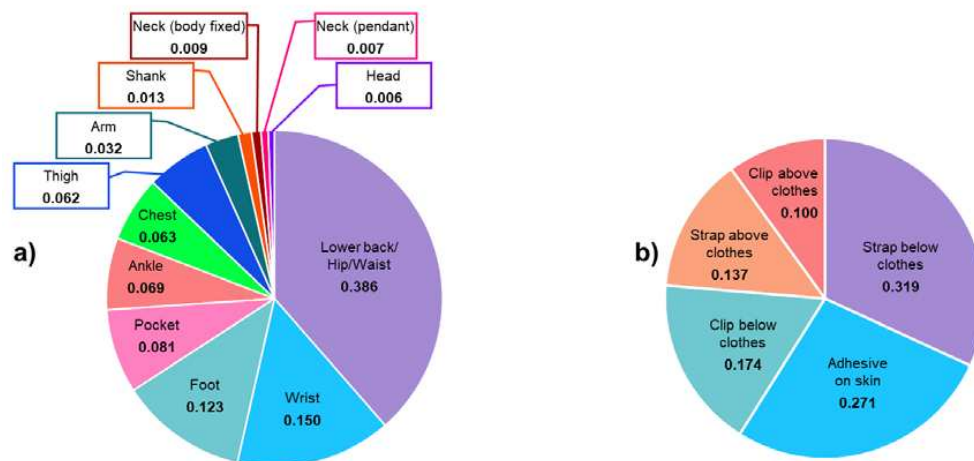 Neck (body fixed)
0.009
Neck (pendant)
0.007
Shank
0.013
Head
0.006
Arm
0.032
Thigh
0.062
a)
Chest
0.063
Ankle
0.069
Pocket
0.081
Foot
0.123
Wrist
0.150
Lower back/
Hip/Waist
0.386
b)
Clip above
clothes
0.100
Strap above
clothes
0.137
Clip below
clothes
0.174
Adhesive
on skin
0.271
Strap below
clothes
0.319